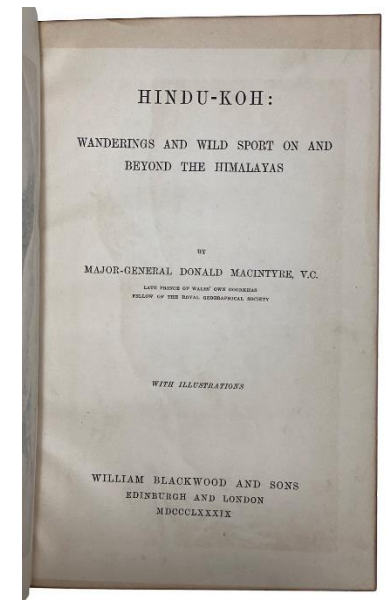 HINDU-KOH:
WANDERINGS AND WILD SPORT ON AND
BEYOND THE HIMALAYAS
BY
MAJOR-GENERAL DONALD MACINTYRE, V.C.
LATE PRINCE OF WALES' OWN GOORKHAS
FELLOW OF THE ROYAL GEOGRAPHICAL SOCIETY
WITH ILLUSTRATIONS
WILLIAM BLACKWOOD AND SONS
EDINBURGH AND LONDON
MDCCCLXXXIX